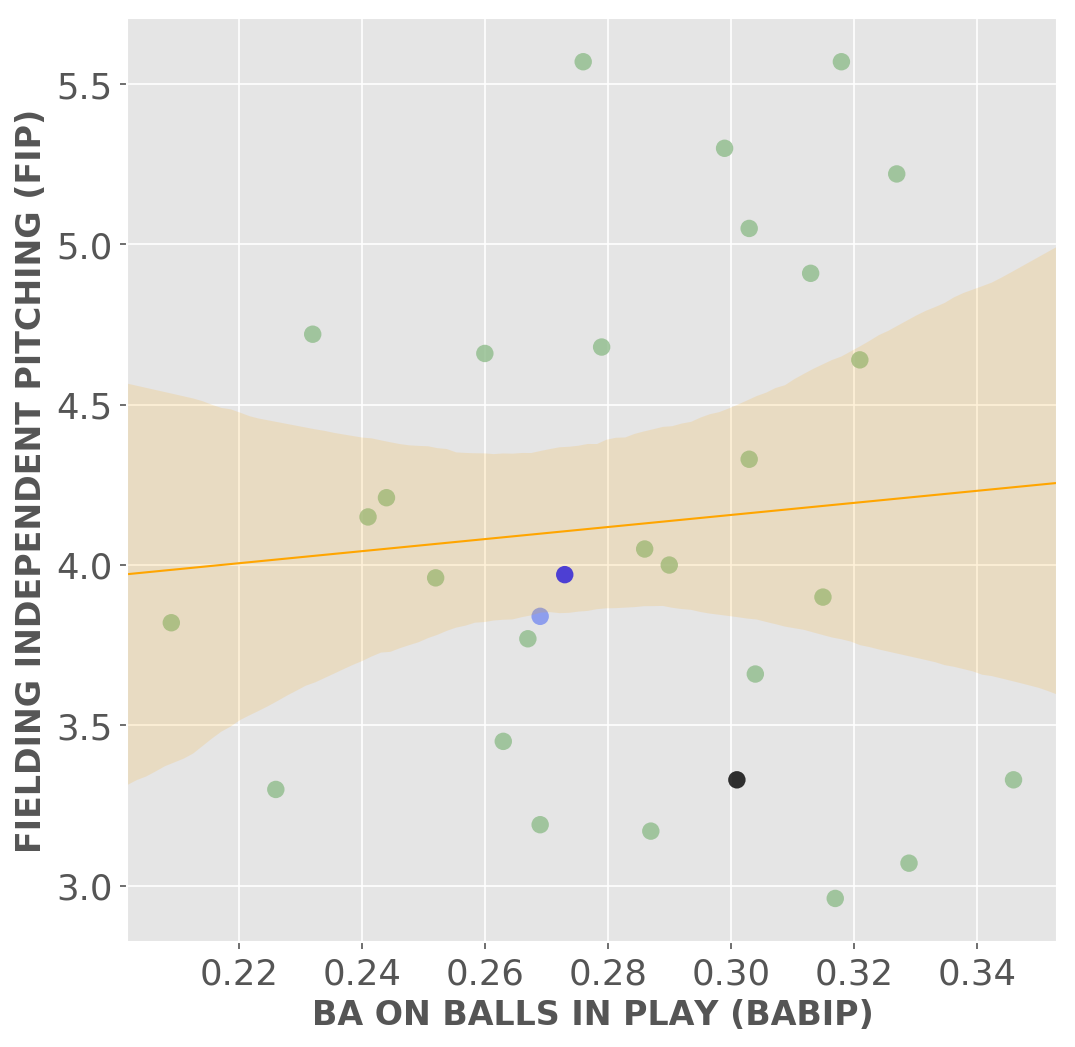 FIELDING INDEPENDENT PITCHING (FIP)
5.5
5.0
4.5
4.0
3.5
3.0
0.22 0.24 0.26 0.28 0.30 0.32 0.34
BA ON BALLS IN PLAY (BABIP)